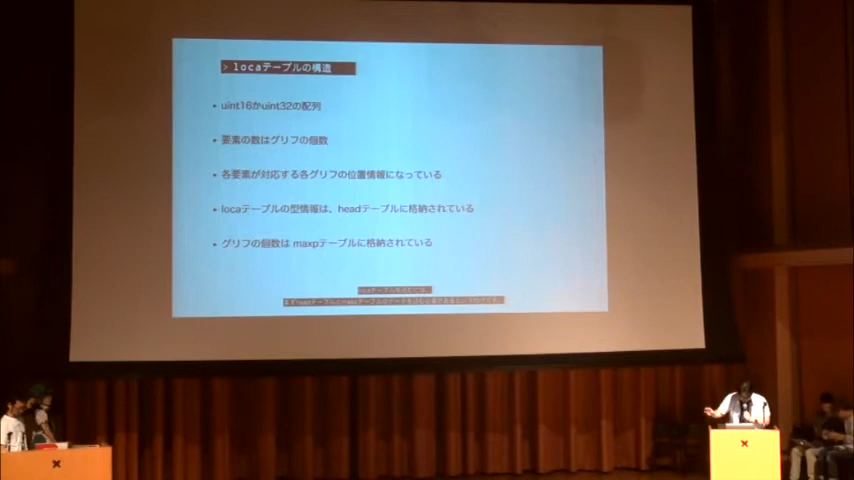 > locaテーブルの構造
• uint16かuint32の配列
• 要素の数はグリフの個数
• 各要素が対応する各グリフの位置情報になっている
• locaテーブルの型情報は、headテーブルに格納されている
• グリフの個数は maxpテーブルに格納されている